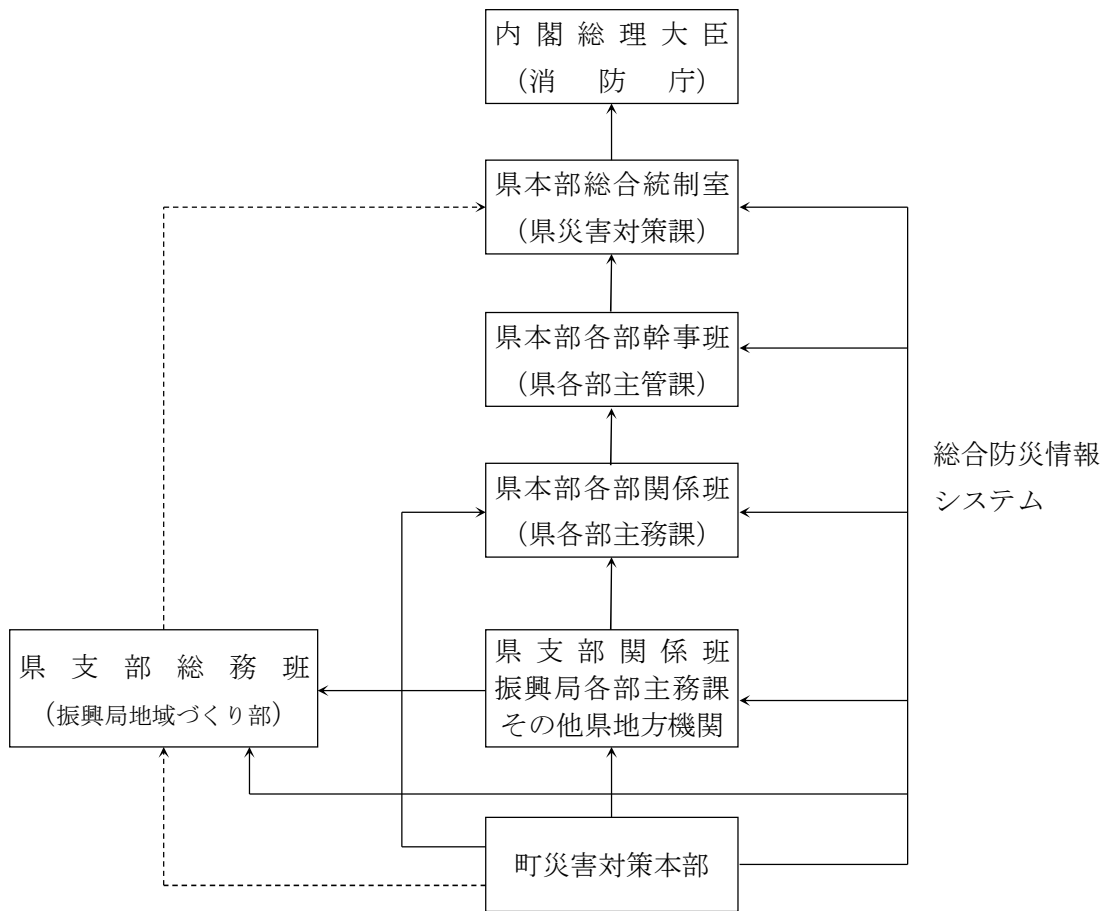 内閣総理大臣
（消防庁）
県本部総合統制室
（県災害対策課）
県本部各部幹事班
（県各部主管課）
総合防災情報
システム
県本部各部関係班
（県各部主務課）
県支部総務班
（振興局地域づくり部）
県支部関係班
振興局各部主務課
その他県地方機関
町災害対策本部